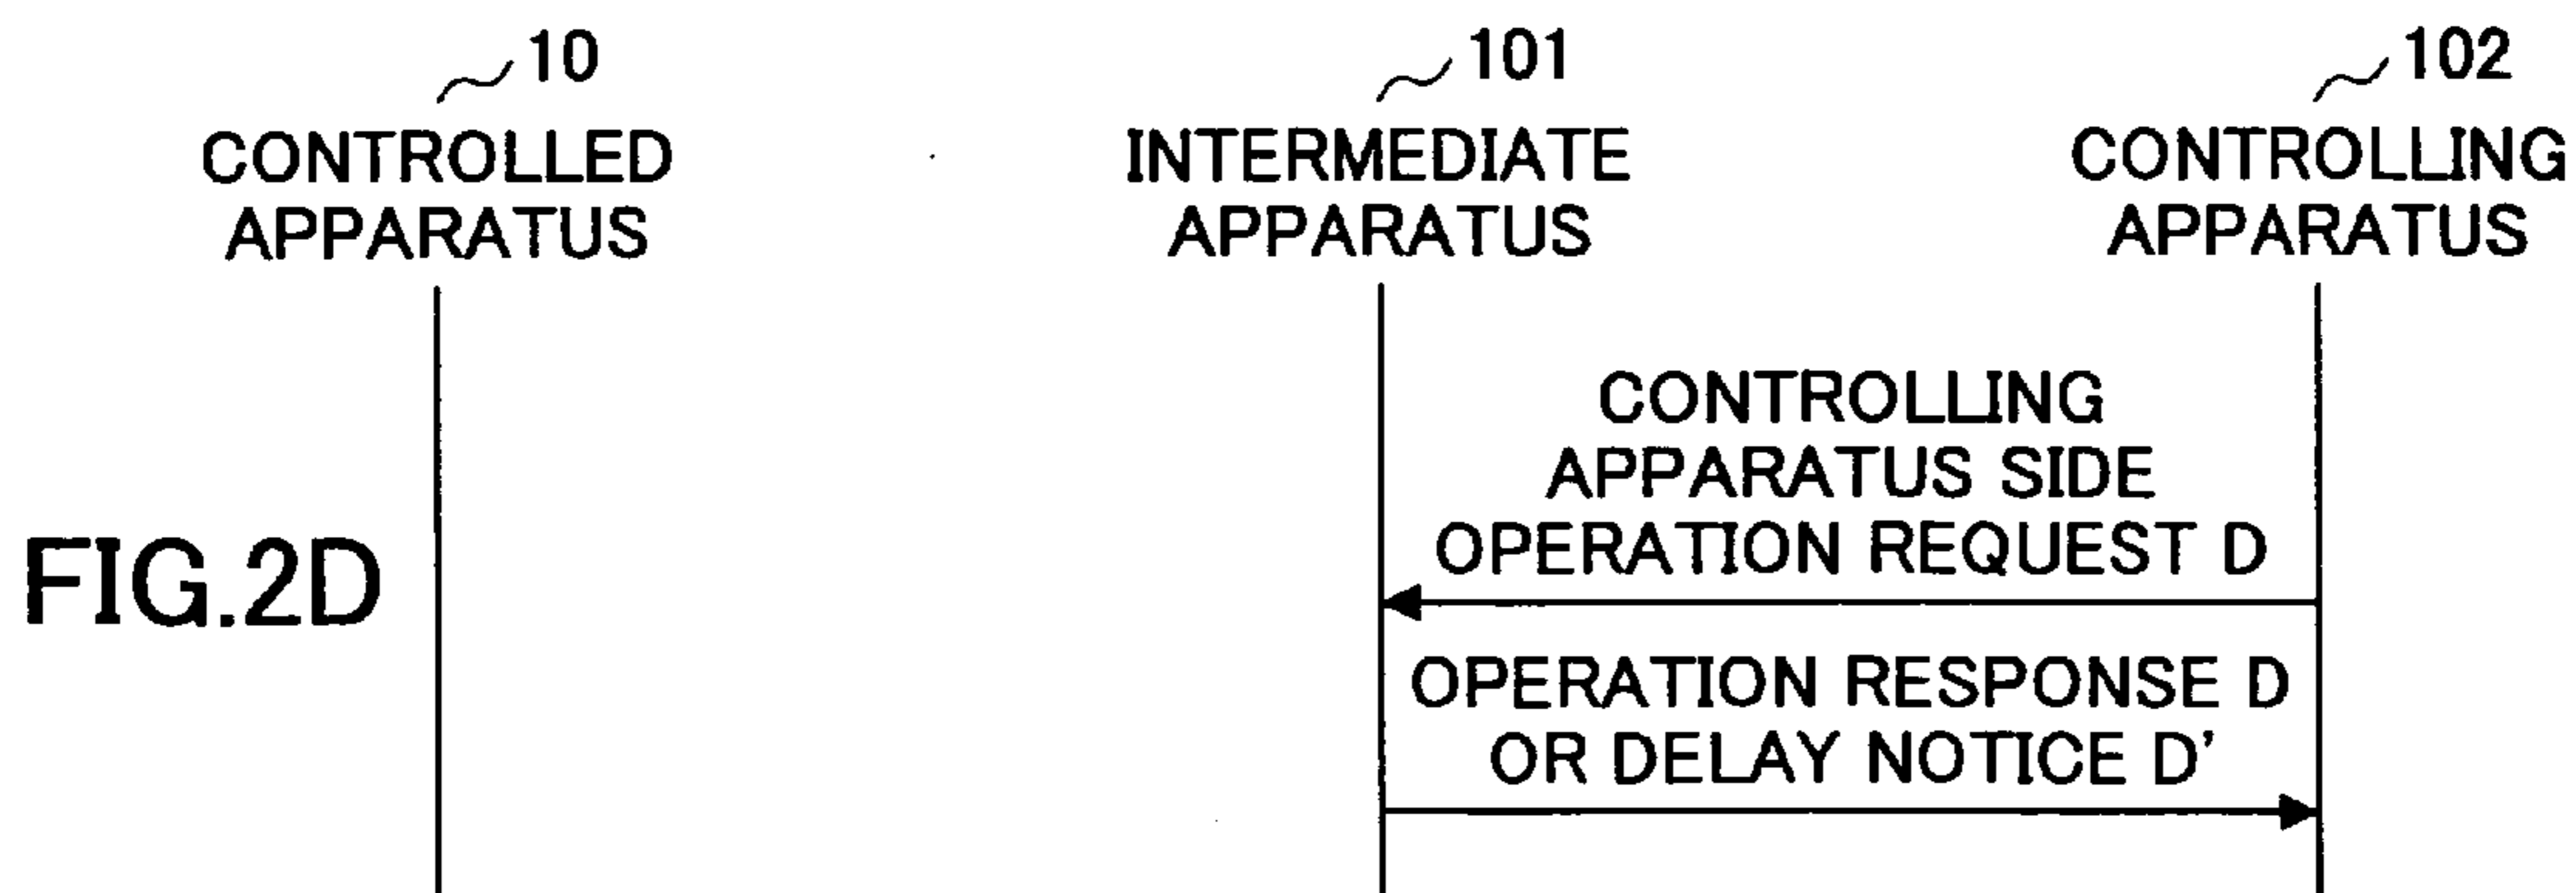 10
CONTROLLED
APPARATUS
101
INTERMEDIATE
APPARATUS
102
CONTROLLING
APPARATUS
FIG.2D
CONTROLLING
APPARATUS SIDE
OPERATION REQUEST D
OPERATION RESPONSE D
OR DELAY NOTICE D'